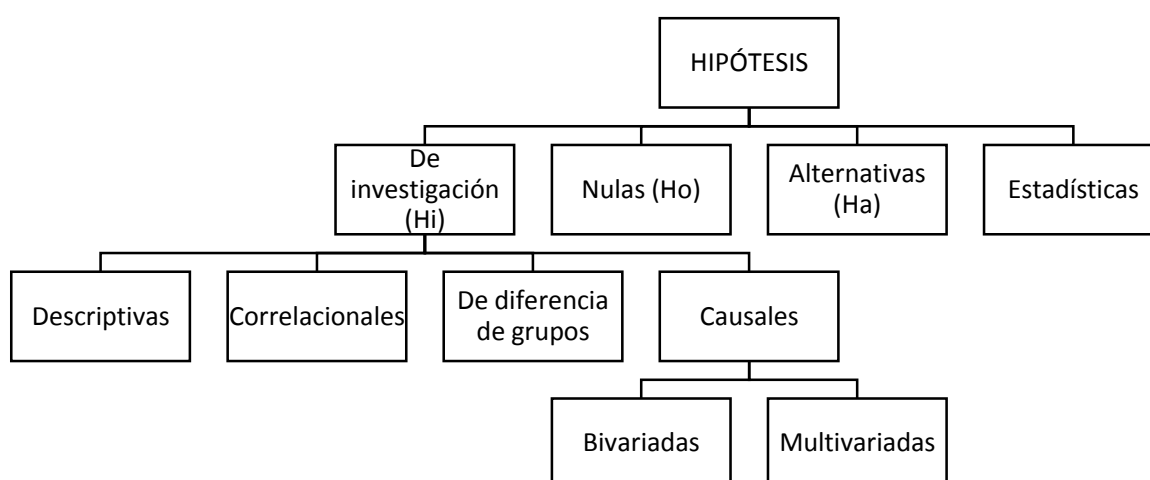 HIPÓTESIS
De
investigación
(Hi)
Nulas (Ho)
Alternativas
(Ha)
Estadísticas
Descriptivas
Correlacionales
De diferencia
de grupos
Causales
Bivariadas
Multivariadas